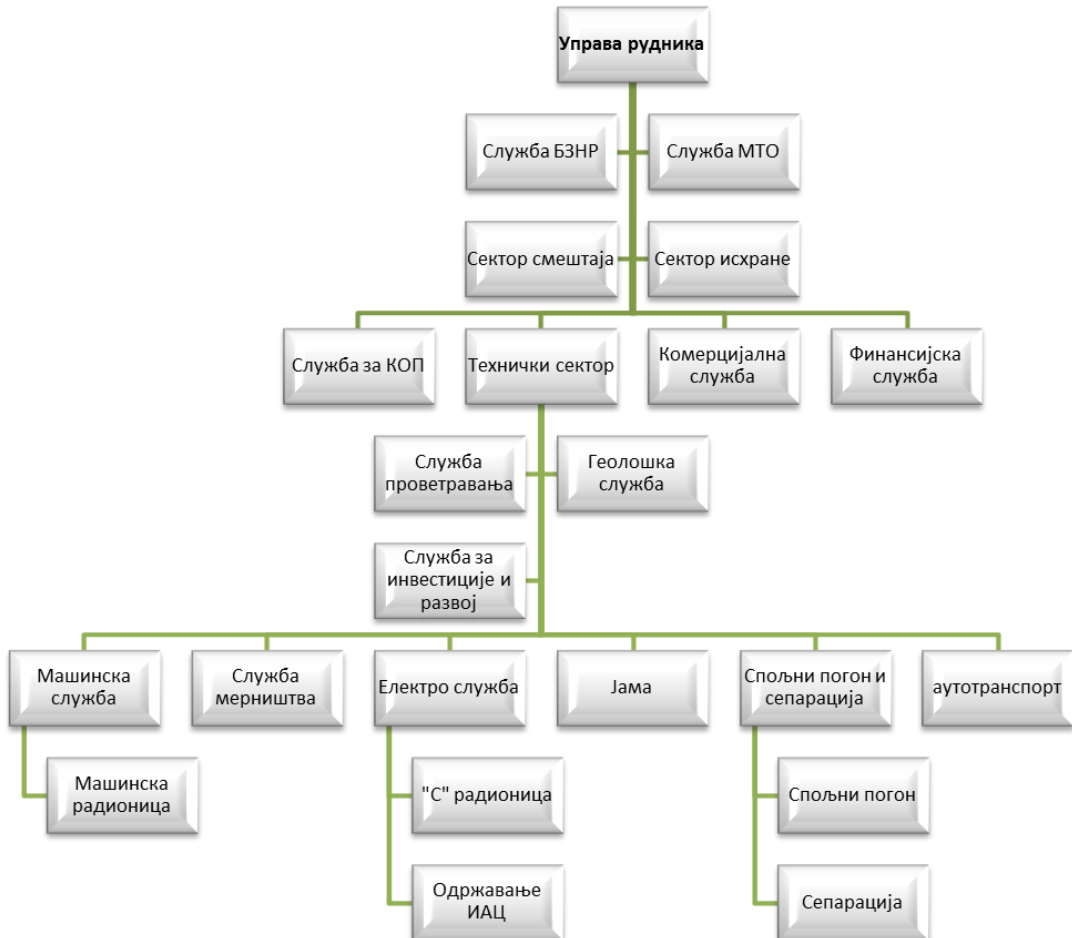 Управа рудника
Служба БЗНР
Служба МТО
Сектор смештаја
Сектор исхране
Служба за КОП
Технички сектор
Комерцијална
служба
Финансијска
служба
Служба
проветравања
Геолошка
служба
Служба за
инвестиције и
развој
Машинска
служба
Служба
мерништва
Електро служба
Јама
Спољни погон и
сепарација
аутотранспорт
Машинска
радионица
"С" радионица
Спољни погон
Одржавање
ИАЦ
Сепарација